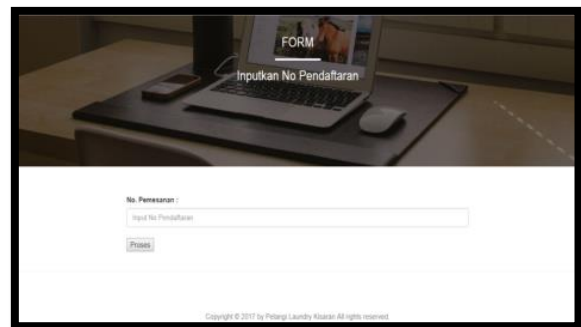 FORM
Inputkan No Pendaftaran
No. Pemesanan :
Input No Pendaftaran
Proses
Copyright © 2017 by Pelangi Laundry Kisaran All rights reserved.